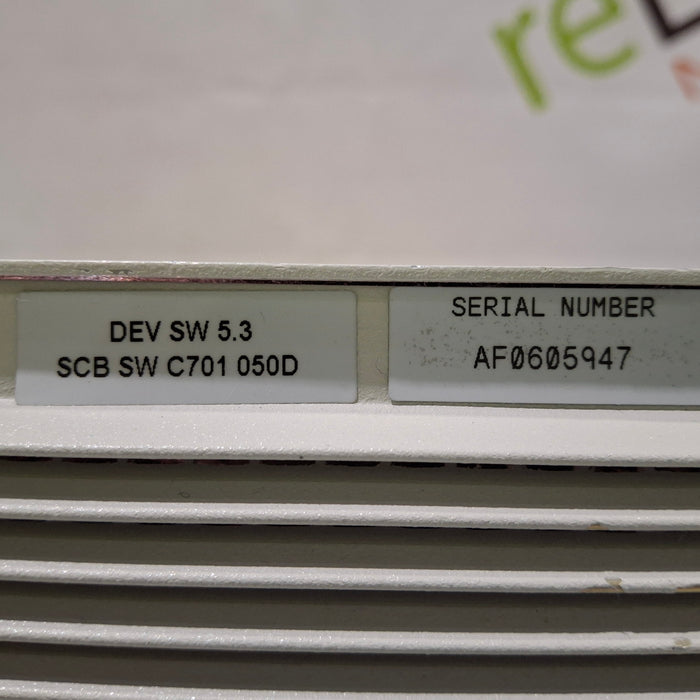 DEV SW 5.3
SCB SW C701 050D
SERIAL NUMBER
AF0605947